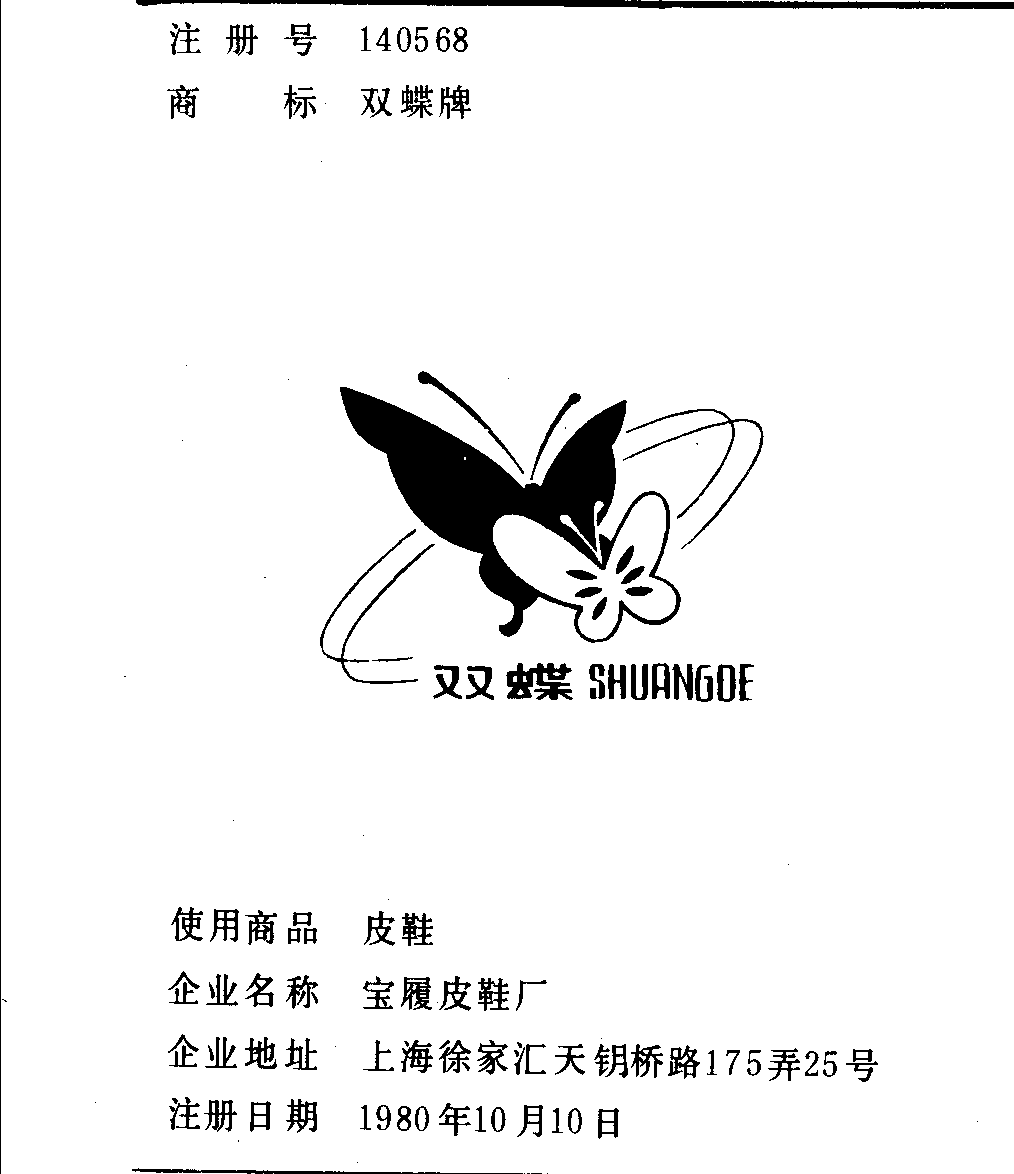 注册号 140568
商标 双蝶牌
双蝶 SHUANGDE
使用商品 皮鞋
企业名称 宝履皮鞋厂
企业地址 上海徐家汇天钥桥路175弄25号
注册日期 1980年10月10日